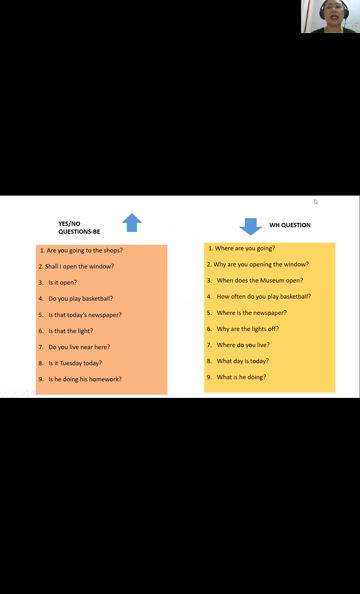 YES/NO
QUESTIONS-BE
1. Are you going to the shops?
2. Shall I open the window?
3. Is it open?
4. Do you play basketball?
5. Is that today's newspaper?
6. Is that the light?
7. Do you live near here?
8. Is it Tuesday today?
9. Is he doing his homework?
WH QUESTION
1. Where are you going?
2. Why are you opening the window?
3. When does the Museum open?
4. How often do you play basketball?
5. Where is the newspaper?
6. Why are the lights off?
7. Where do you live?
8. What day is today?
9. What is he doing?